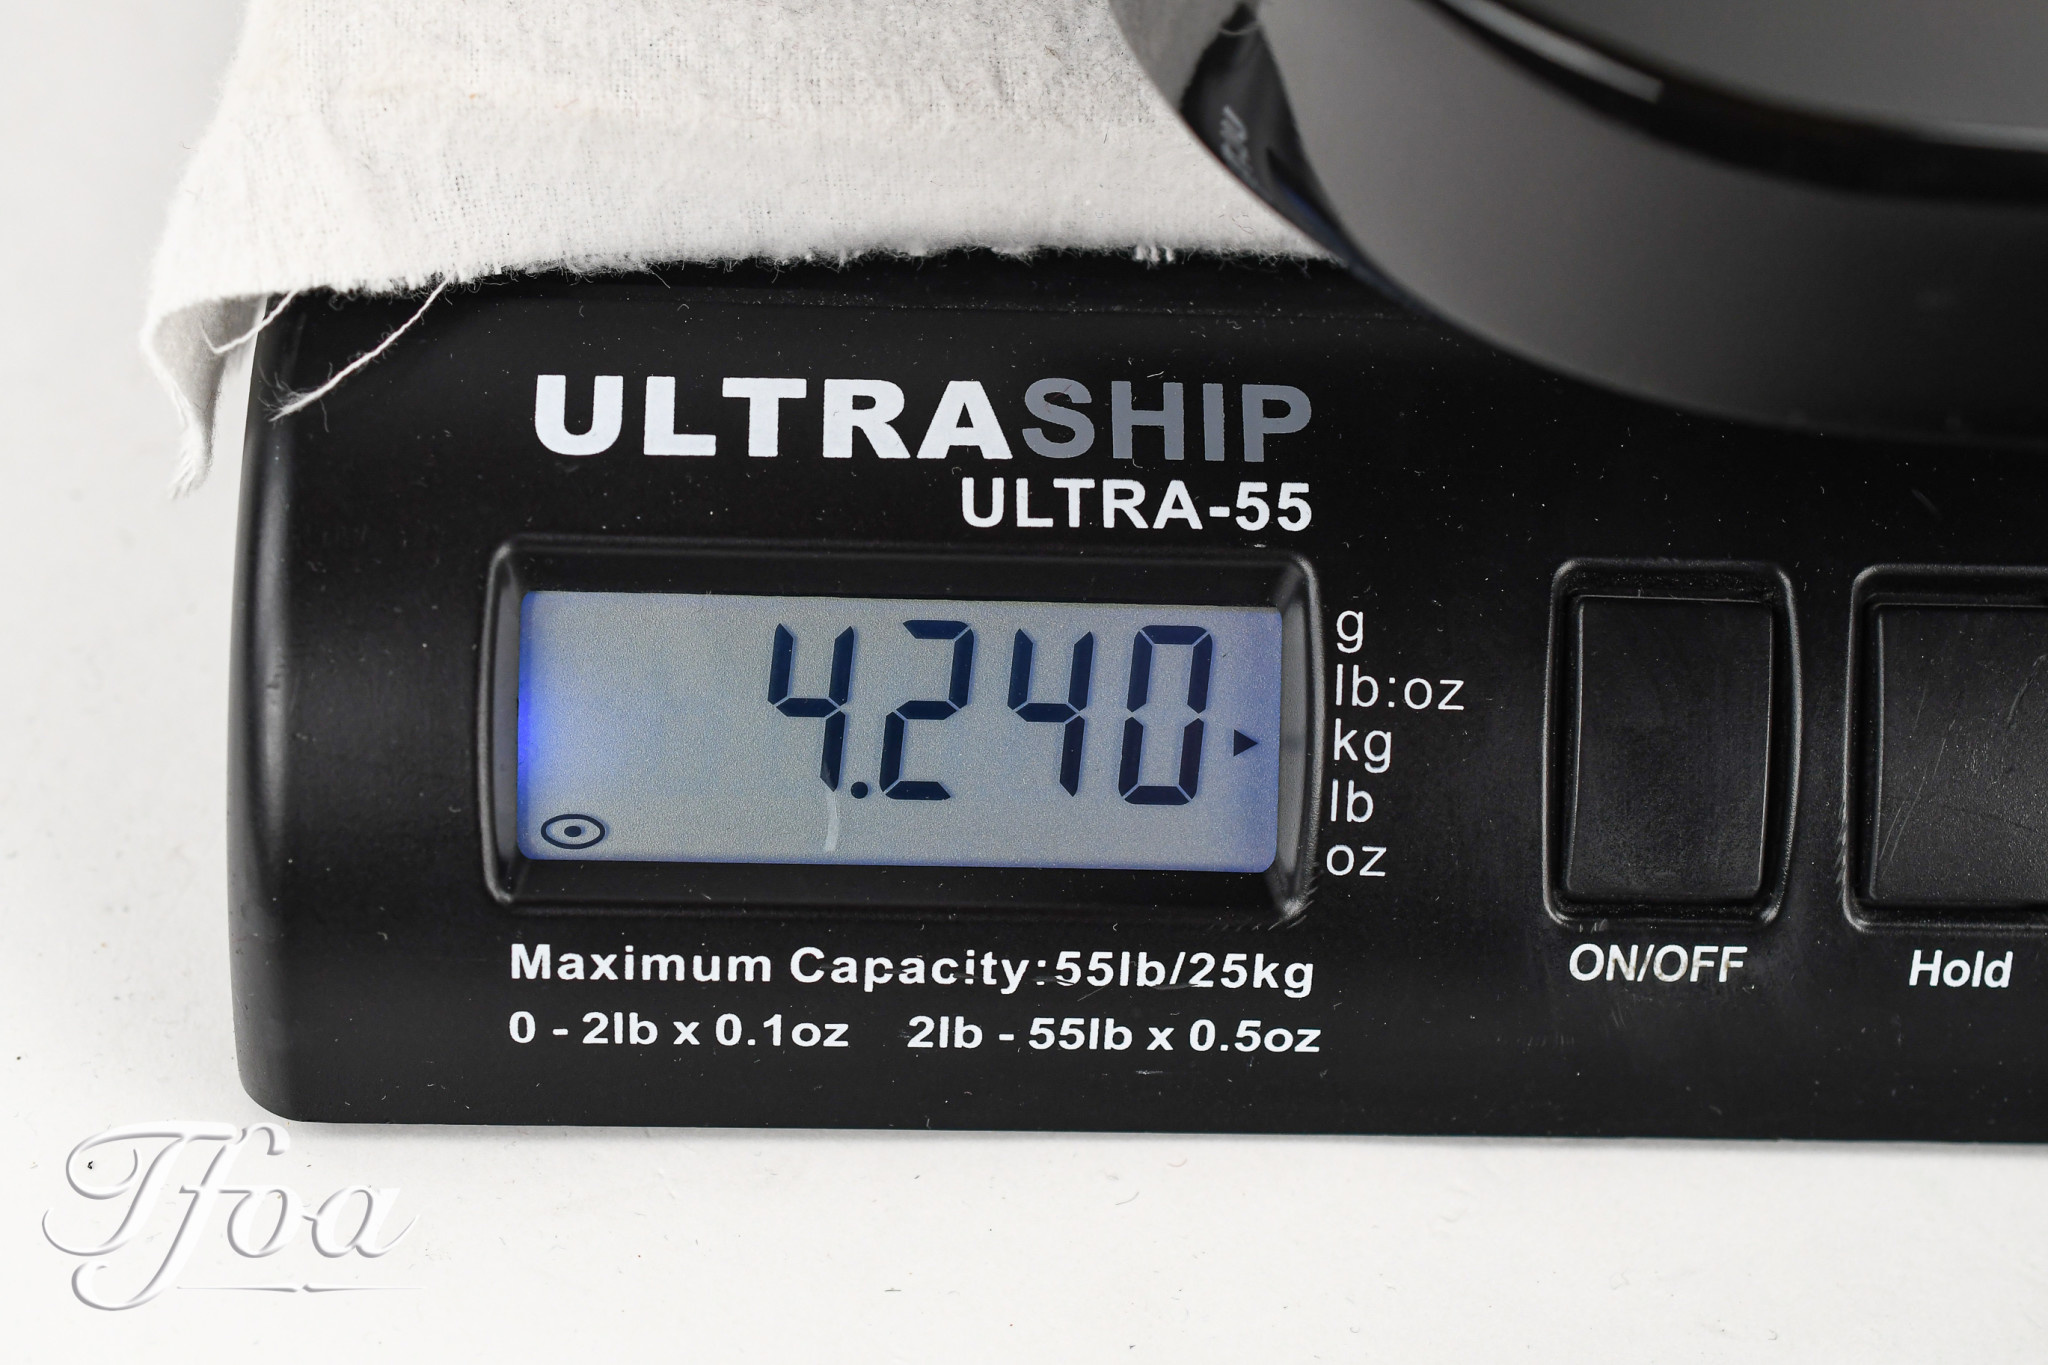 ULTRASHIP
ULTRA-55
4.240
g
lb:oz
kg
lb
oz
ON/OFF
Hold
Maximum Capacity:55lb/25kg
0 - 2lb x 0.1oz 2lb - 55lb x 0.5oz
Tfoa